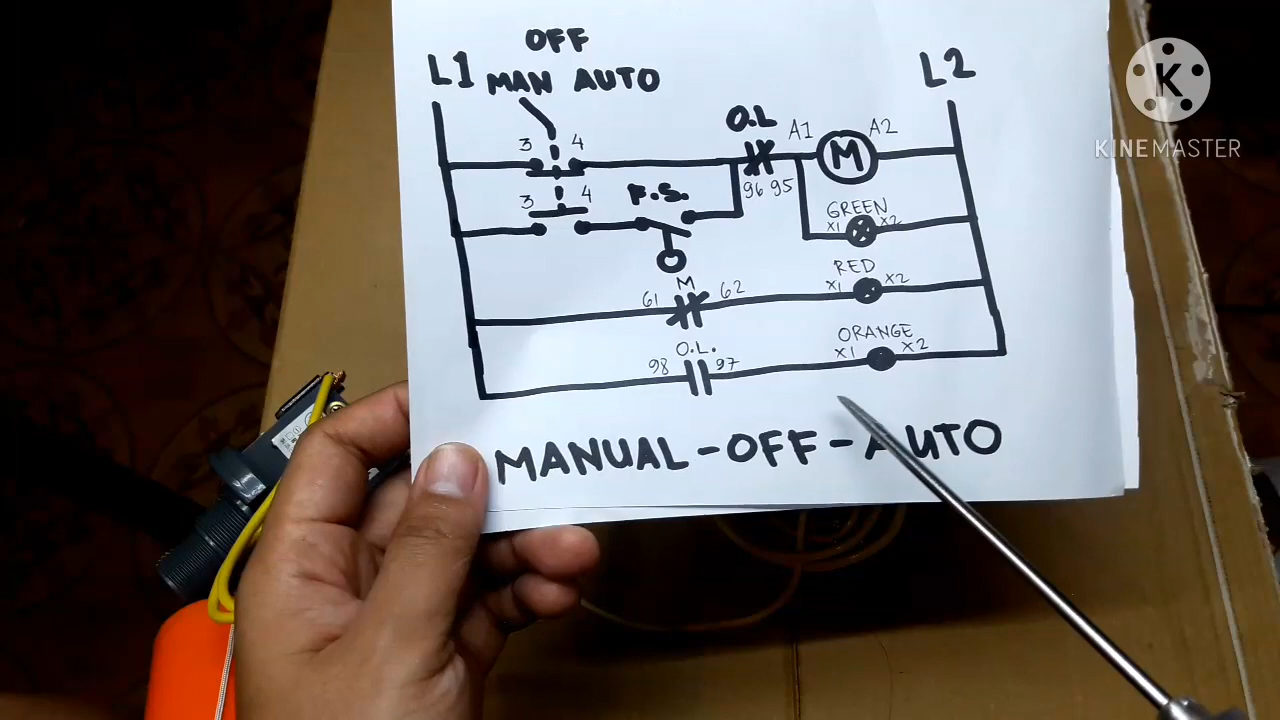 OFF
L1 MAN AUTO L2
O.L A1 A2
3 4
M
96 95
3 4 F.S.
GREEN
X1 X2
RED
M
61 62 X1 X2
ORANGE
O.L.
98 97 X1 X2
MANUAL-OFF-AUTO
K
KINEMASTER